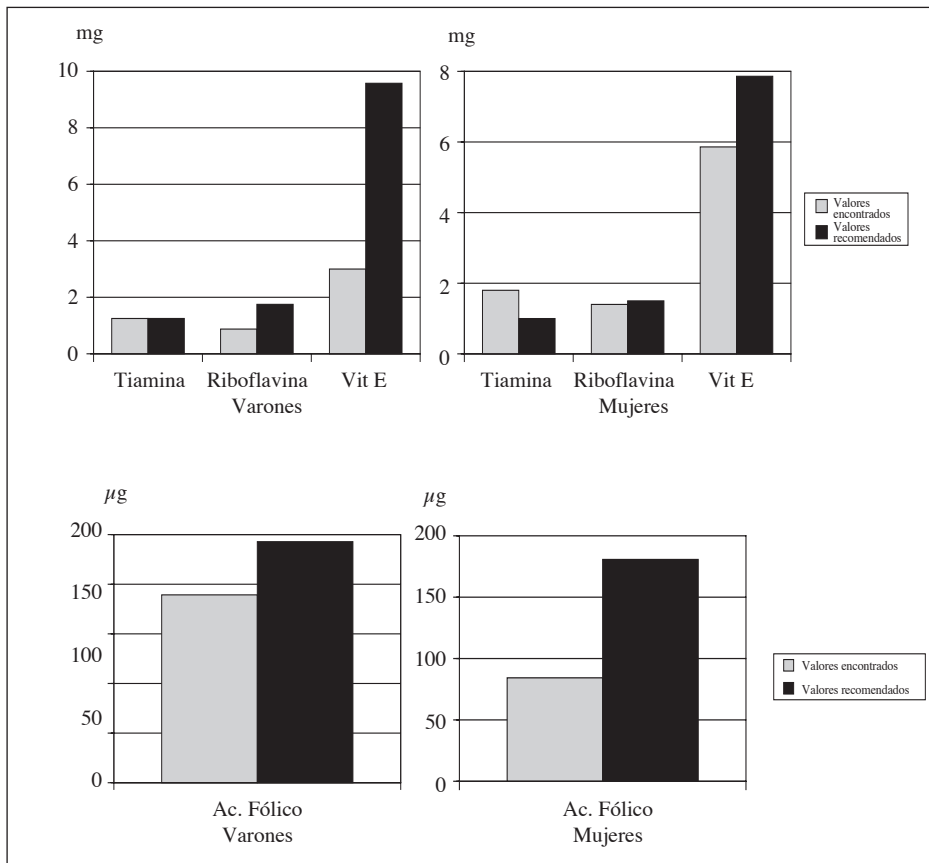 mg
10
8
6
4
2
0
Tiamina Riboflavina Vit E
Varones
mg
8
6
4
2
0
Tiamina Riboflavina Vit E
Mujeres
Valores
encontrados
Valores
recomendados
µg
200
150
100
50
0
Ac. Fólico
Varones
µg
200
150
100
50
0
Ac. Fólico
Mujeres
Valores encontrados
Valores recomendados